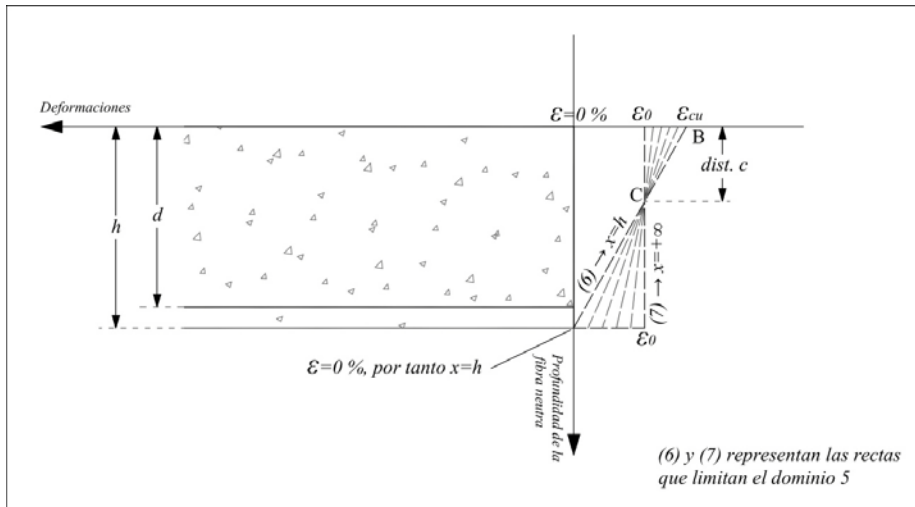 Deformaciones
ε=0 %
ε0
εcu
B
dist. c
h
d
C
(6) → x=h
(7) → x=+∞
ε0
ε=0 %, por tanto x=h
Profundidad de la
fibra neutra
(6) y (7) representan las rectas
que limitan el dominio 5